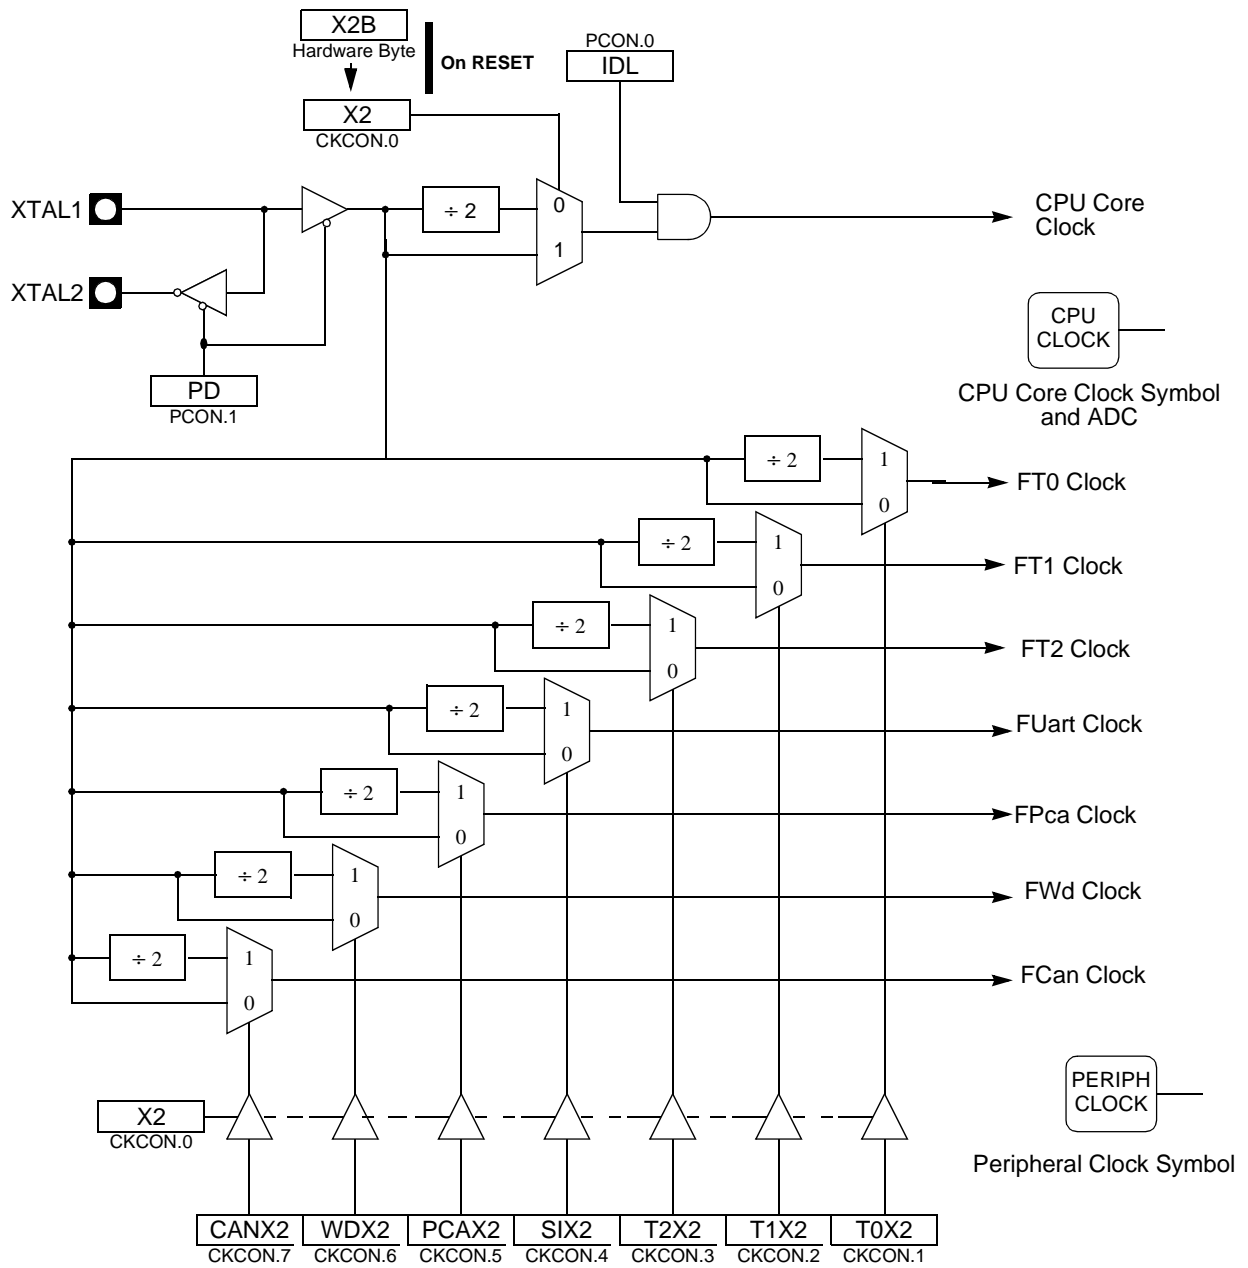 X2B
Hardware Byte
On RESET
PCON.0
IDL
X2
CKCON.0
XTAL1
÷ 2
0
1
CPU Core
Clock
XTAL2
PD
PCON.1
CPU
CLOCK
CPU Core Clock Symbol
and ADC
÷ 2
1
0
FT0 Clock
÷ 2
1
0
FT1 Clock
÷ 2
1
0
FT2 Clock
÷ 2
1
0
FUart Clock
÷ 2
1
0
FPca Clock
÷ 2
1
0
FWd Clock
÷ 2
1
0
FCan Clock
X2
CKCON.0
PERIPH
CLOCK
Peripheral Clock Symbol
CANX2 WDX2 PCAX2 SIX2 T2X2 T1X2 T0X2
CKCON.7 CKCON.6 CKCON.5 CKCON.4 CKCON.3 CKCON.2 CKCON.1